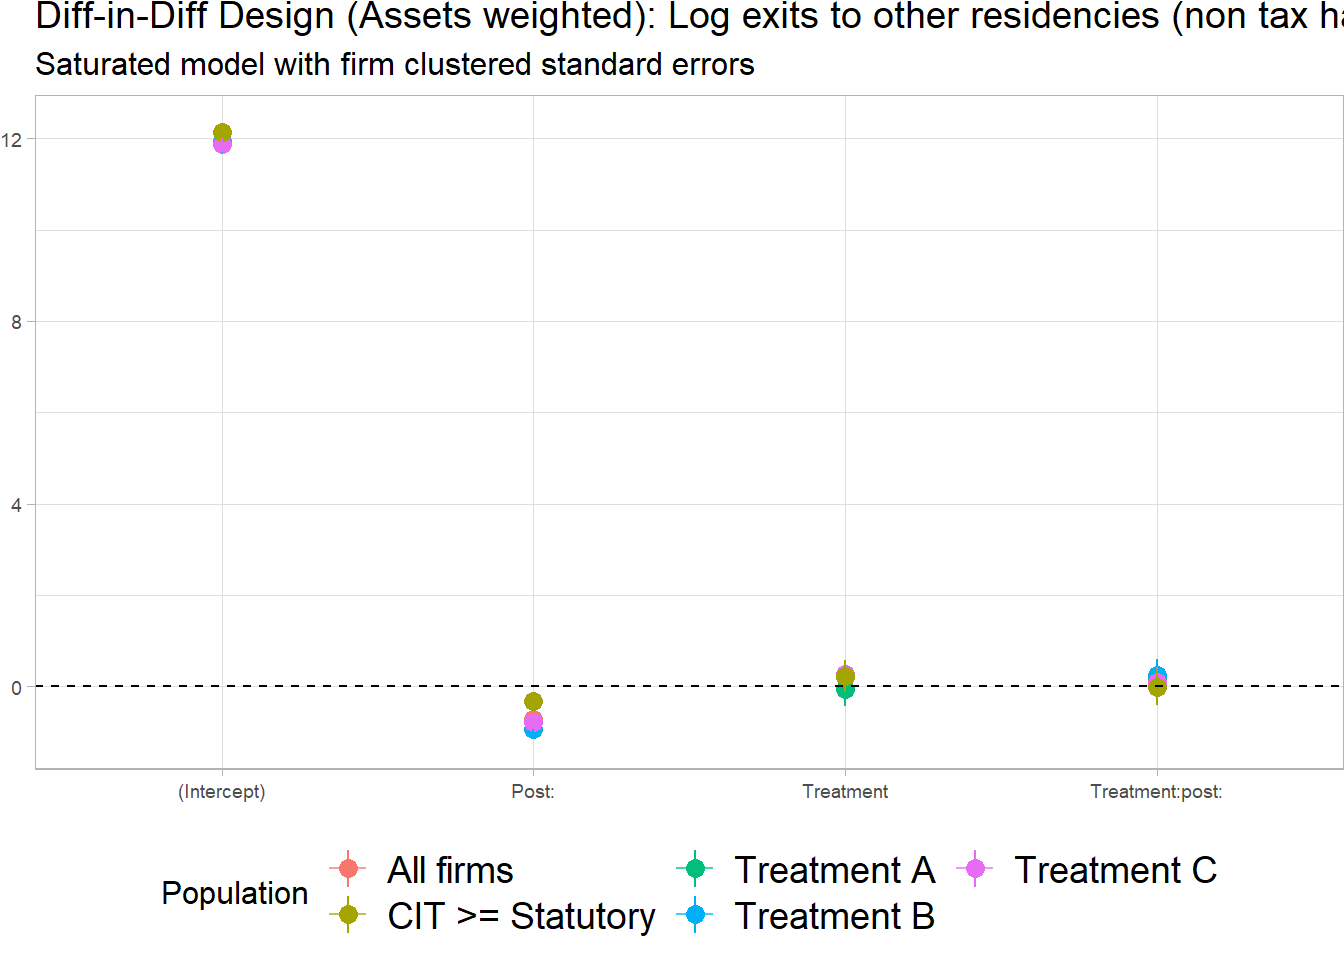 Diff-in-Diff Design (Assets weighted): Log exits to other residencies (non tax
Saturated model with firm clustered standard errors
12
8
4
0
(Intercept) Post: Treatment Treatment:post:
Population
All firms Treatment A Treatment C
CIT >= Statutory Treatment B